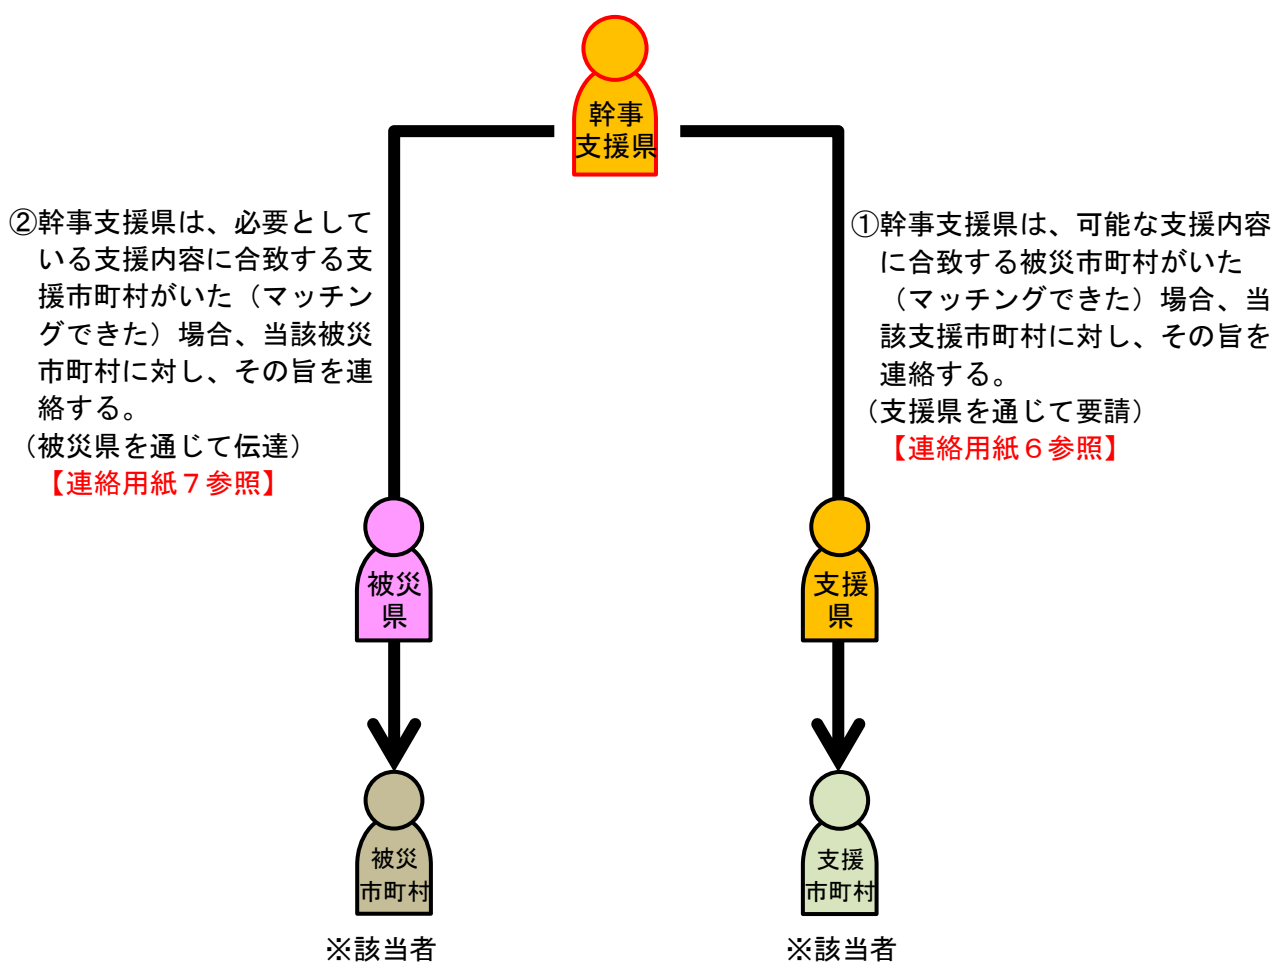 幹事
支援県
②幹事支援県は、必要として
いる支援内容に合致する支
援市町村がいた（マッチン
グできた）場合、当該被災
市町村に対し、その旨を連
絡する。
（被災県を通じて伝達）
【連絡用紙７参照】
①幹事支援県は、可能な支援内容
に合致する被災市町村がいた
（マッチングできた）場合、当
該支援市町村に対し、その旨を
連絡する。
（支援県を通じて要請）
【連絡用紙６参照】
被災
県
支援
県
被災
市町村
支援
市町村
※該当者
※該当者